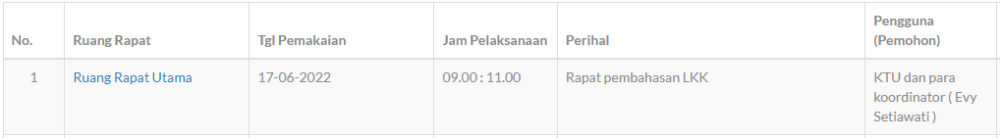 No. Ruang Rapat Tgl Pemakaian Jam Pelaksanaan Perihal Pengguna
(Pemohon)
1 Ruang Rapat Utama 17-06-2022 09.00 : 11.00 Rapat pembahasan LKK KTU dan para
koordinator ( Evy
Setiawati )